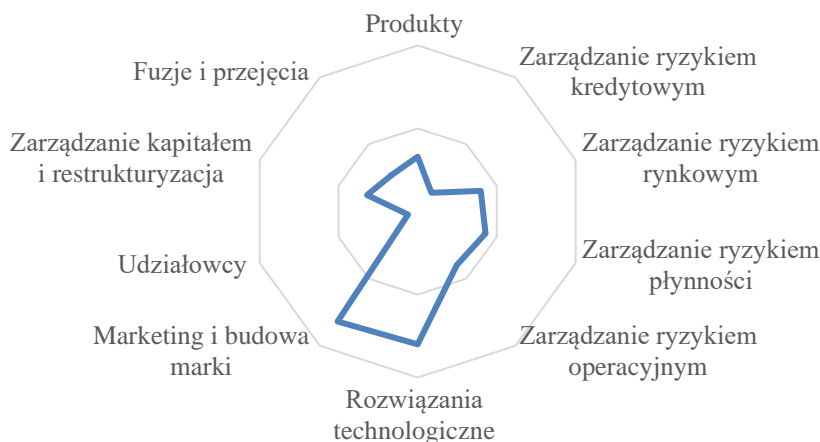 Produkty
Zarządzanie ryzykiem
kredytowym
Zarządzanie ryzykiem
rynkowym
Zarządzanie ryzykiem
płynności
Zarządzanie ryzykiem
operacyjnym
Rozwiązania
technologiczne
Marketing i budowa
marki
Udziałowcy
Zarządzanie kapitałem
i restrukturyzacja
Fuzje i przejęcia